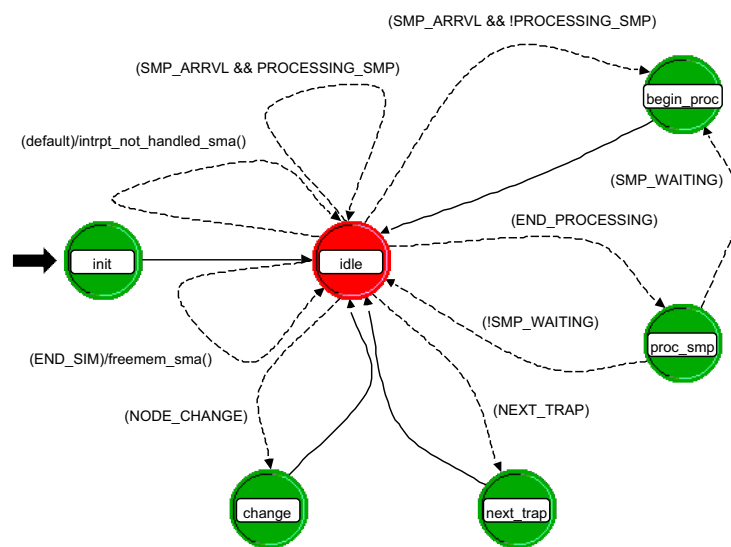 (SMP_ARRVL && !PROCESSING_SMP)
(SMP_ARRVL && PROCESSING_SMP)
begin_proc
(default)/intrpt_not_handled_sma()
(SMP_WAITING)
(END_PROCESSING)
init
idle
(!SMP_WAITING)
proc_smp
(END_SIM)/freemem_sma()
(NODE_CHANGE)
(NEXT_TRAP)
change
next_trap